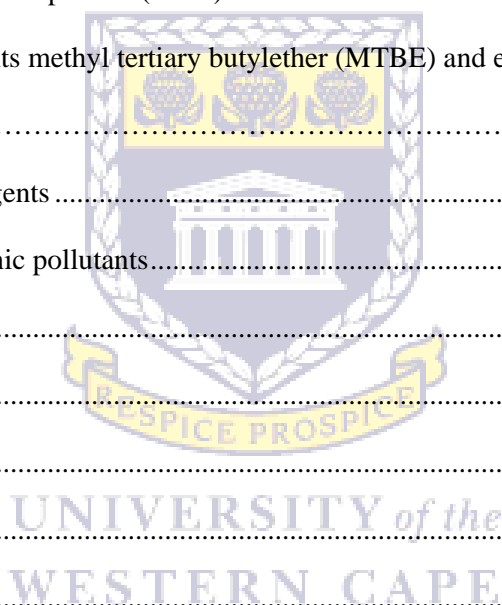 ts methyl tertiary butylether (MTBE) and e
................................................
gents ................................................
nic pollutants................................................
................................................
RESPICE PROSPICE
................................................
................................................
UNIVERSITY of the
................................................
WESTERN CAPE
................................................